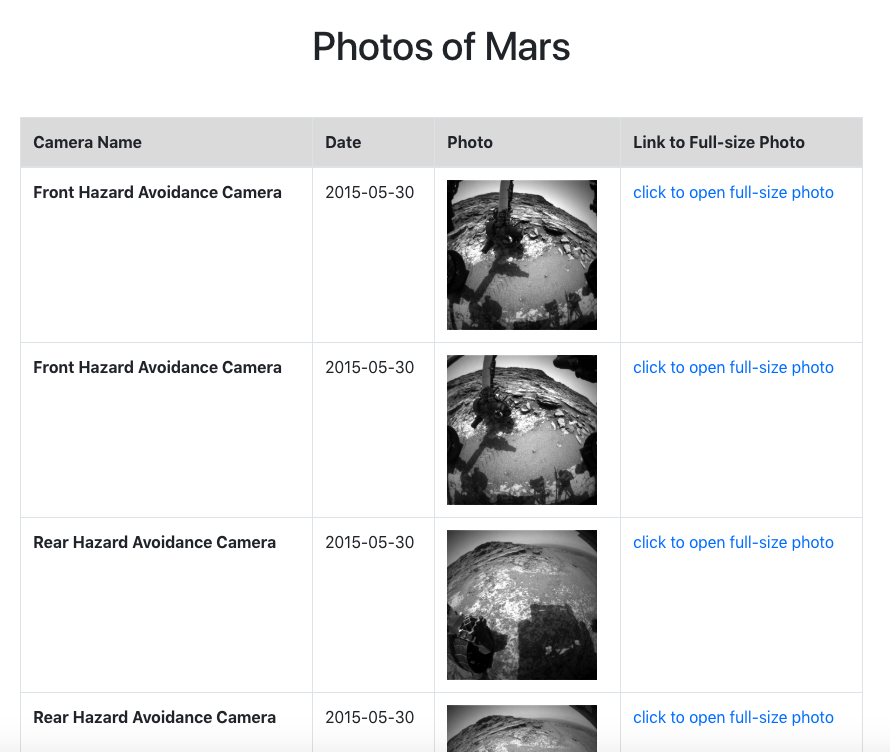 Photos of Mars
Camera Name Date Photo Link to Full-size Photo
Front Hazard Avoidance Camera 2015-05-30 click to open full-size photo
Front Hazard Avoidance Camera 2015-05-30 click to open full-size photo
Rear Hazard Avoidance Camera 2015-05-30 click to open full-size photo
Rear Hazard Avoidance Camera 2015-05-30 click to open full-size photo